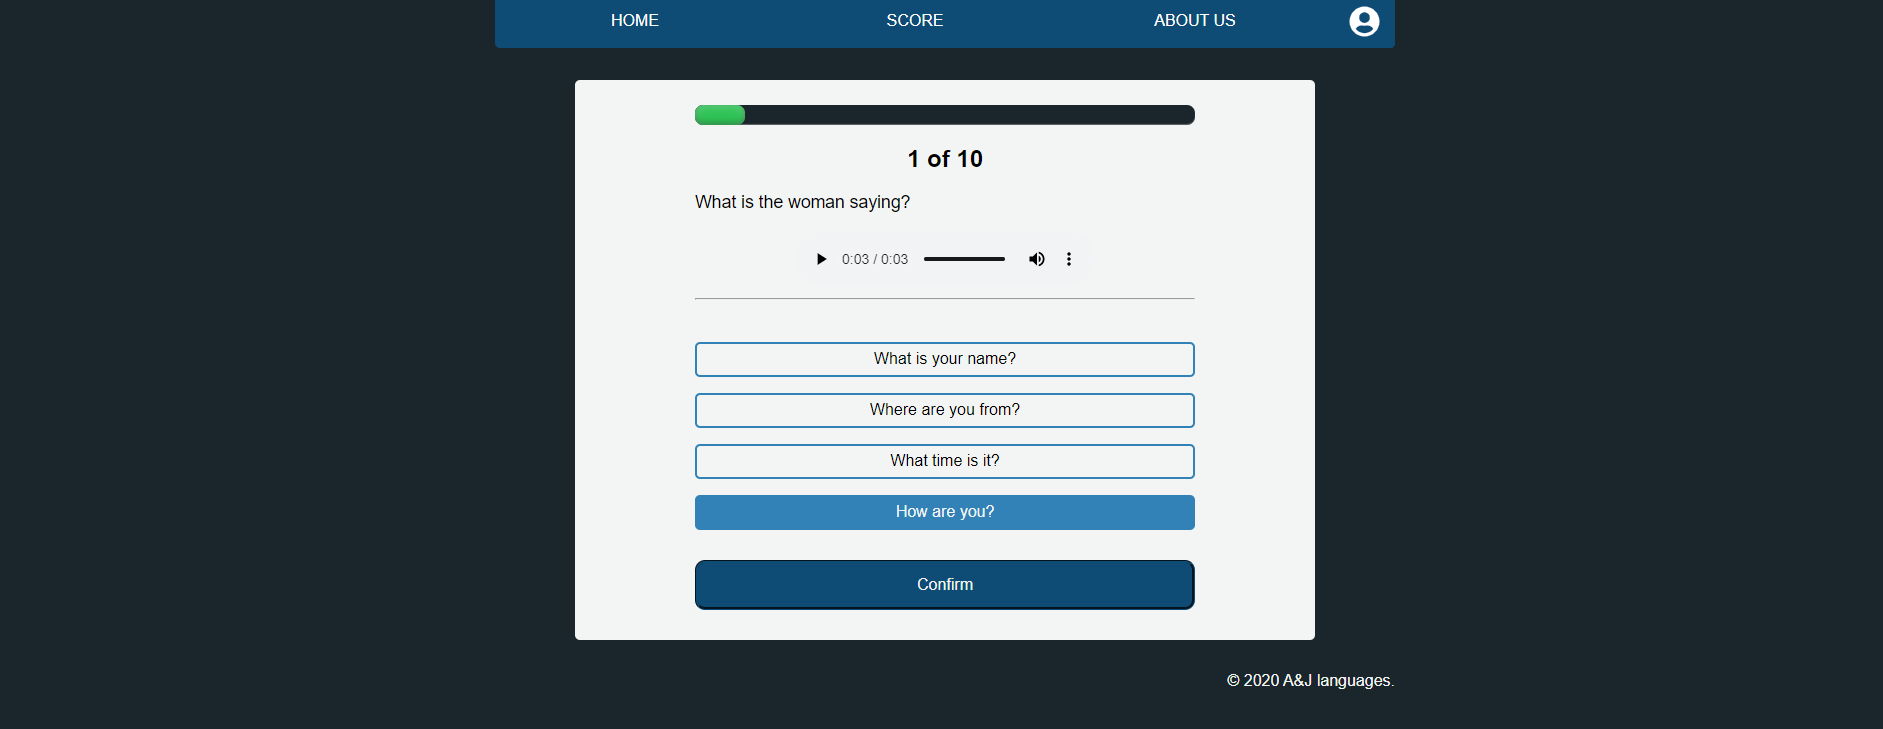 HOME SCORE ABOUT US
1 of 10
What is the woman saying?
0:03 / 0:03
What is your name?
Where are you from?
What time is it?
How are you?
Confirm
© 2020 A&J languages.